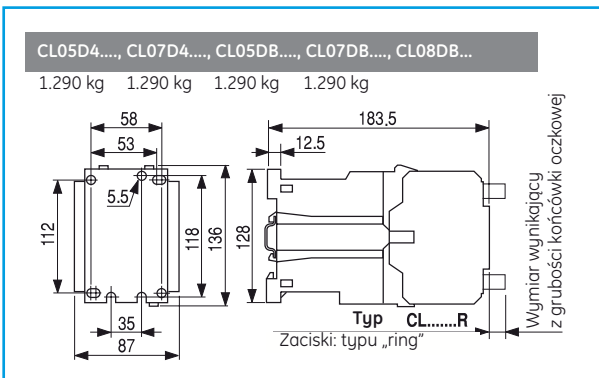 CL05D4...., CL07D4...., CL05DB...., CL07DB...., CL08DB...
1.290 kg 1.290 kg 1.290 kg 1.290 kg
58
53
5.5
112
118
136
35
87
183.5
12.5
128
Typ CL.......R
Zaciski: typu „ring”
Wymiar wynikający
z grubości końcówki oczkowej